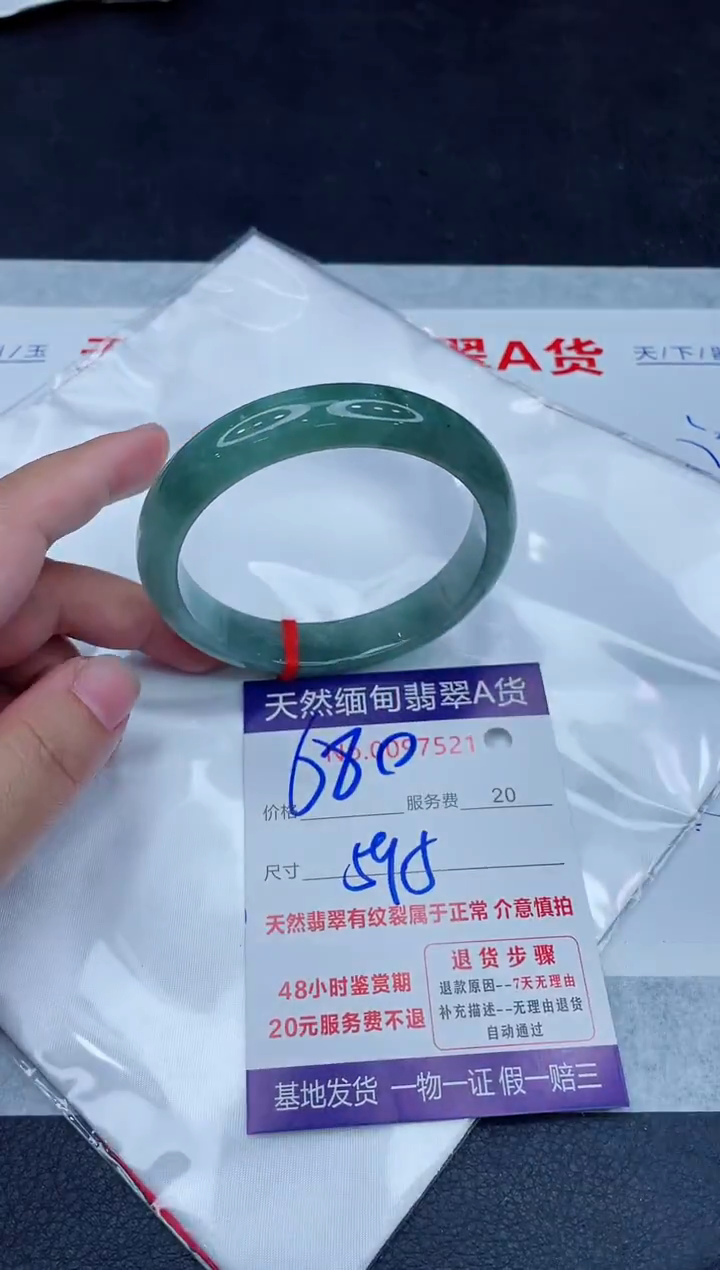 /玉
翠A货
天/下/
天然缅甸翡翠A货
No.0097521
680
价格 服务费 20
尺寸 595
天然翡翠有纹裂属于正常 介意慎拍
48小时鉴赏期
20元服务费不退
退货步骤
退款原因--7天无理由
补充描述--无理由退货
自动通过
基地发货 一物一证 假一赔三